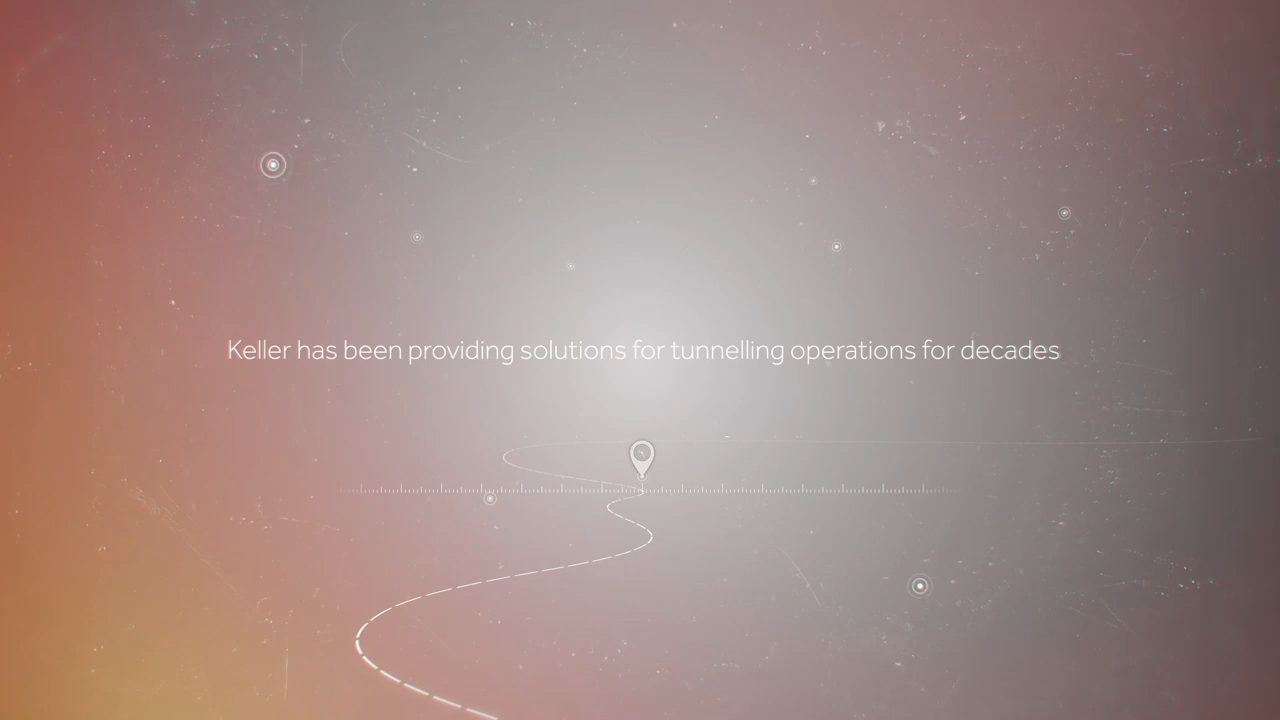 Keller has been providing solutions for tunnelling operations for decades